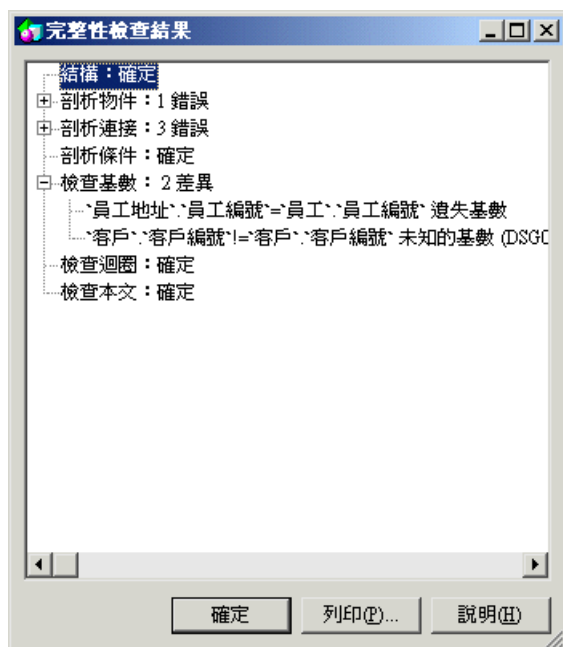 完整性檢查結果
結構：確定
剖析物件：1 錯誤
剖析連接：3 錯誤
剖析條件：確定
檢查基數： 2 差異
`員工地址`.`員工編號`=`員工`.`員工編號` 遺失基數
`客戶`.`客戶編號`!=`客戶`.`客戶編號` 未知的基數 (DSGC
檢查迴圈：確定
檢查本文：確定
確定
列印(P)...
說明(H)